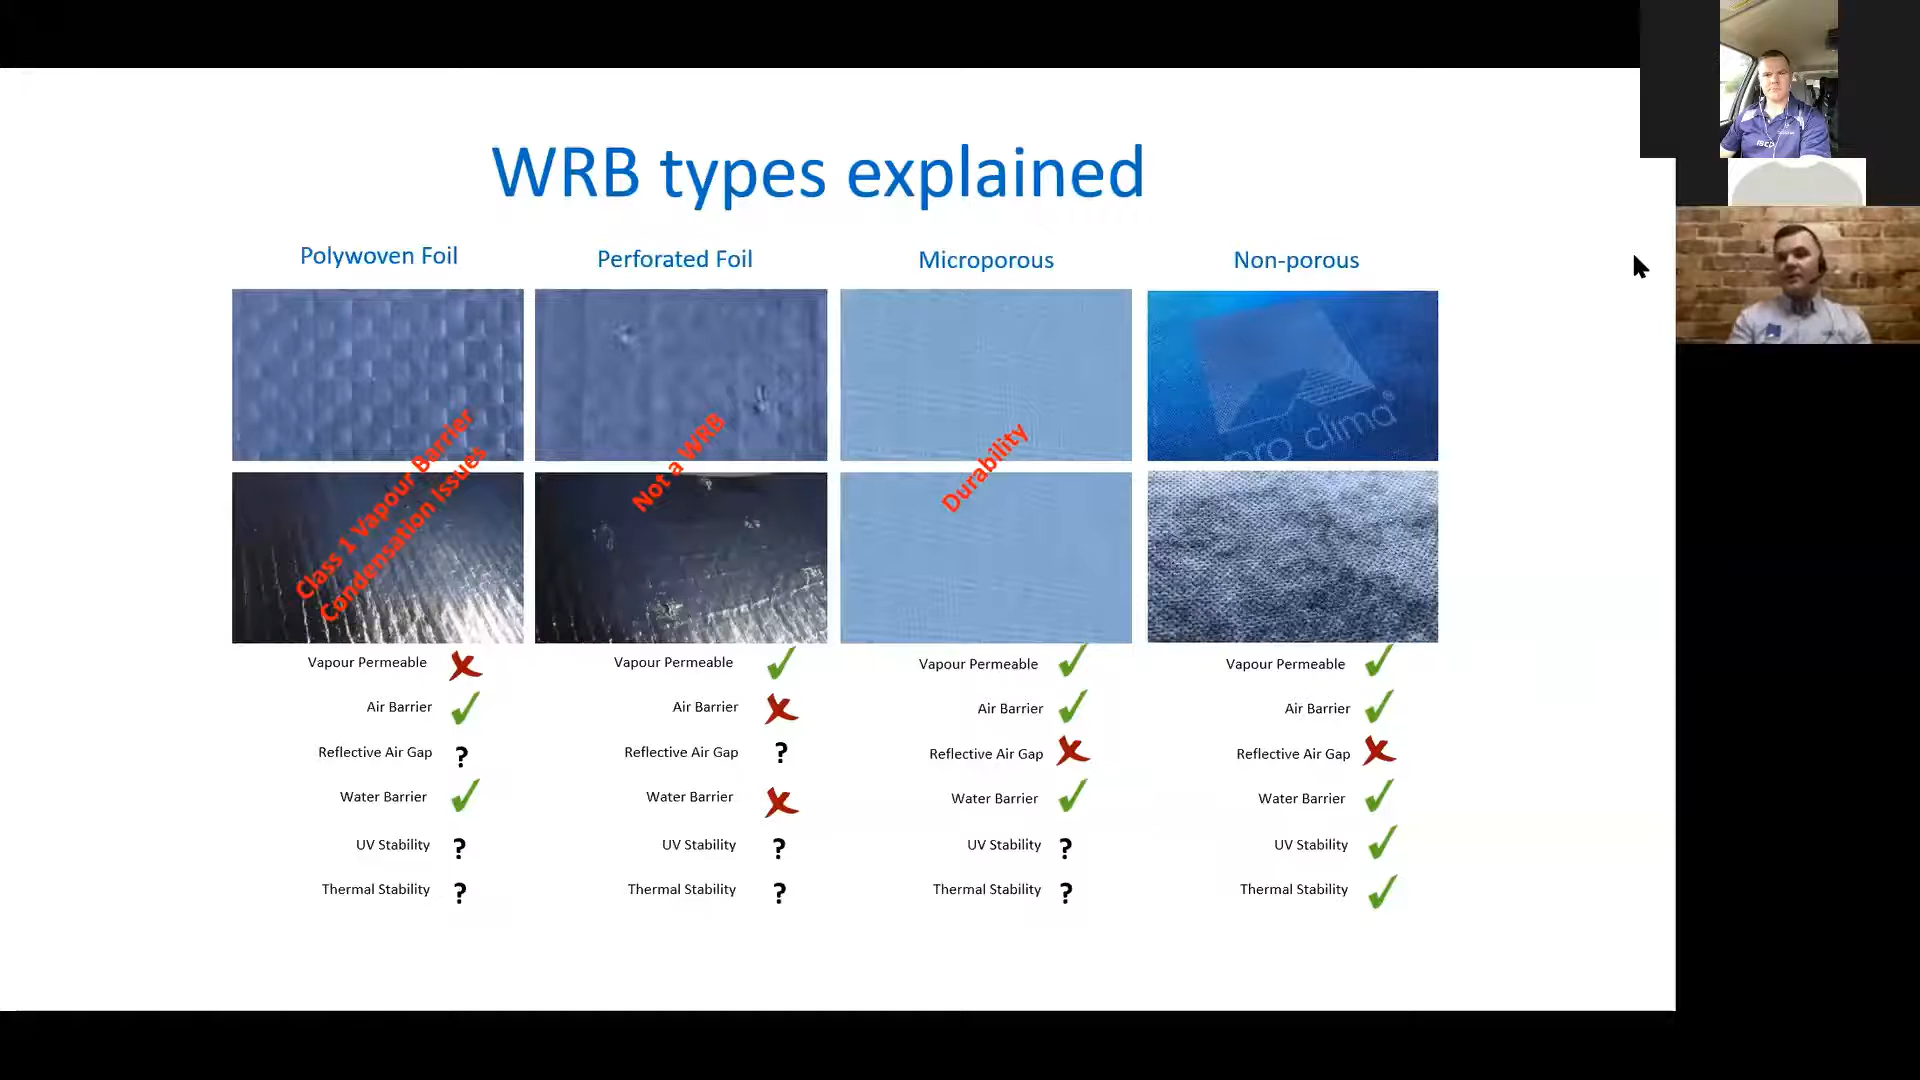 WRB types explained
Polywoven Foil
Perforated Foil
Microporous
Non-porous
Class 1 Vapour Barrier
Condensation Issues
Not a WRB
Durability
pro clima®
Vapour Permeable
Air Barrier
Reflective Air Gap ?
Water Barrier
UV Stability ?
Thermal Stability ?
Vapour Permeable
Air Barrier
Reflective Air Gap ?
Water Barrier
UV Stability ?
Thermal Stability ?
Vapour Permeable
Air Barrier
Reflective Air Gap
Water Barrier
UV Stability ?
Thermal Stability ?
Vapour Permeable
Air Barrier
Reflective Air Gap
Water Barrier
UV Stability
Thermal Stability